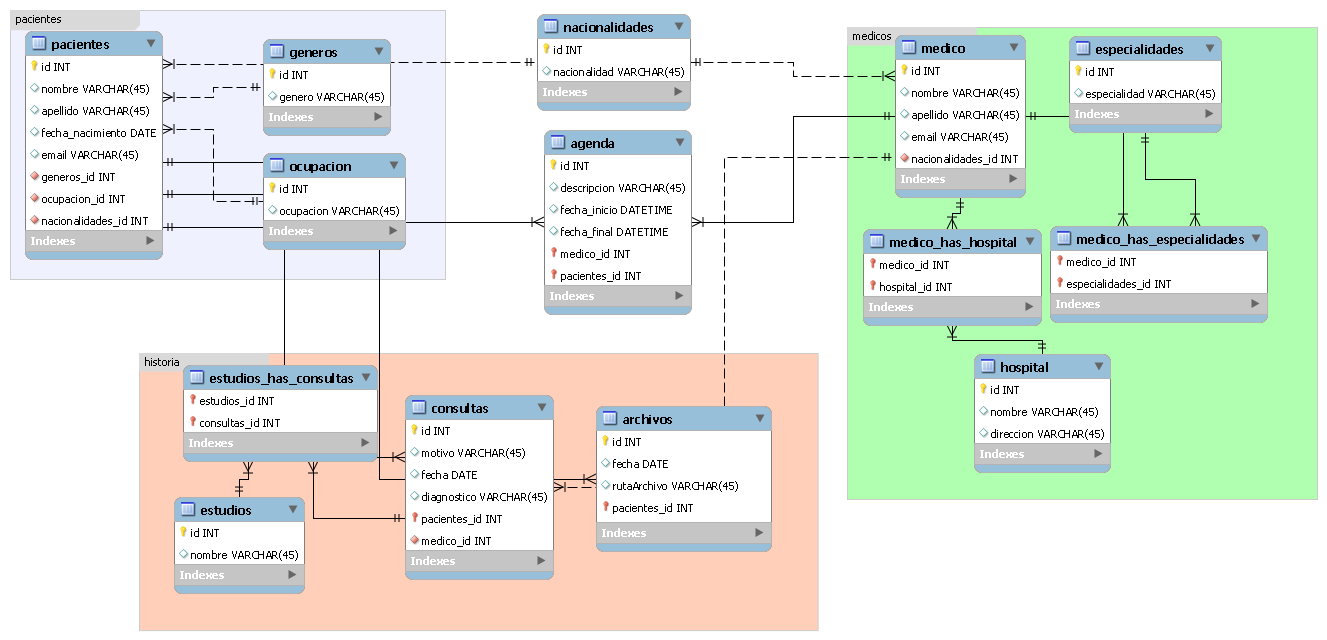 pacientes
pacientes
id INT
nombre VARCHAR(45)
apellido VARCHAR(45)
fecha_nacimiento DATE
email VARCHAR(45)
generos_id INT
ocupacion_id INT
nacionalidades_id INT
Indexes
generos
id INT
genero VARCHAR(45)
Indexes
ocupacion
id INT
ocupacion VARCHAR(45)
Indexes
nacionalidades
id INT
nacionalidad VARCHAR(45)
Indexes
agenda
id INT
descripcion VARCHAR(45)
fecha_inicio DATETIME
fecha_final DATETIME
medico_id INT
pacientes_id INT
Indexes
medicos
medico
id INT
nombre VARCHAR(45)
apellido VARCHAR(45)
email VARCHAR(45)
nacionalidades_id INT
Indexes
especialidades
id INT
especialidad VARCHAR(45)
Indexes
medico_has_hospital
medico_id INT
hospital_id INT
Indexes
medico_has_especialidades
medico_id INT
especialidades_id INT
Indexes
hospital
id INT
nombre VARCHAR(45)
direccion VARCHAR(45)
Indexes
historia
estudios_has_consultas
estudios_id INT
consultas_id INT
Indexes
estudios
id INT
nombre VARCHAR(45)
Indexes
consultas
id INT
motivo VARCHAR(45)
fecha DATE
diagnostico VARCHAR(45)
pacientes_id INT
medico_id INT
Indexes
archivos
id INT
fecha DATE
rutaArchivo VARCHAR(45)
pacientes_id INT
Indexes